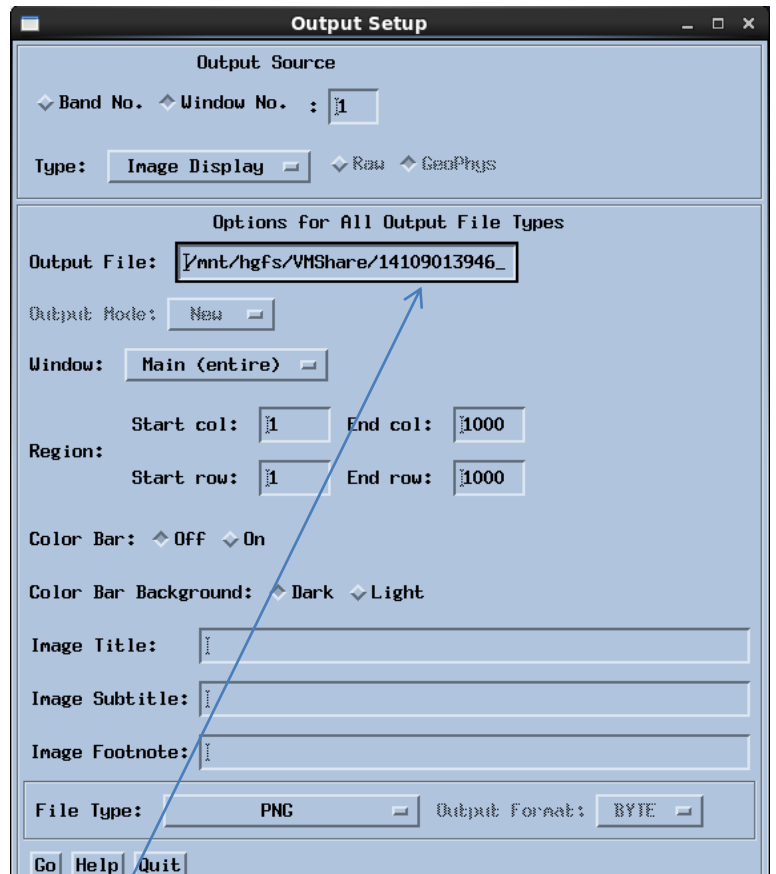 Output Setup
Output Source
Band No. Window No. : 1
Type: Image Display Raw GeoPhys
Options for All Output File Types
Output File: /mnt/hgfs/VMShare/14109013946_
Output Mode: New
Window: Main (entire)
Start col: 1 End col: 1000
Region:
Start row: 1 End row: 1000
Color Bar: Off On
Color Bar Background: Dark Light
Image Title:
Image Subtitle:
Image Footnote:
File Type: PNG Output Format: BYTE
Go Help Quit